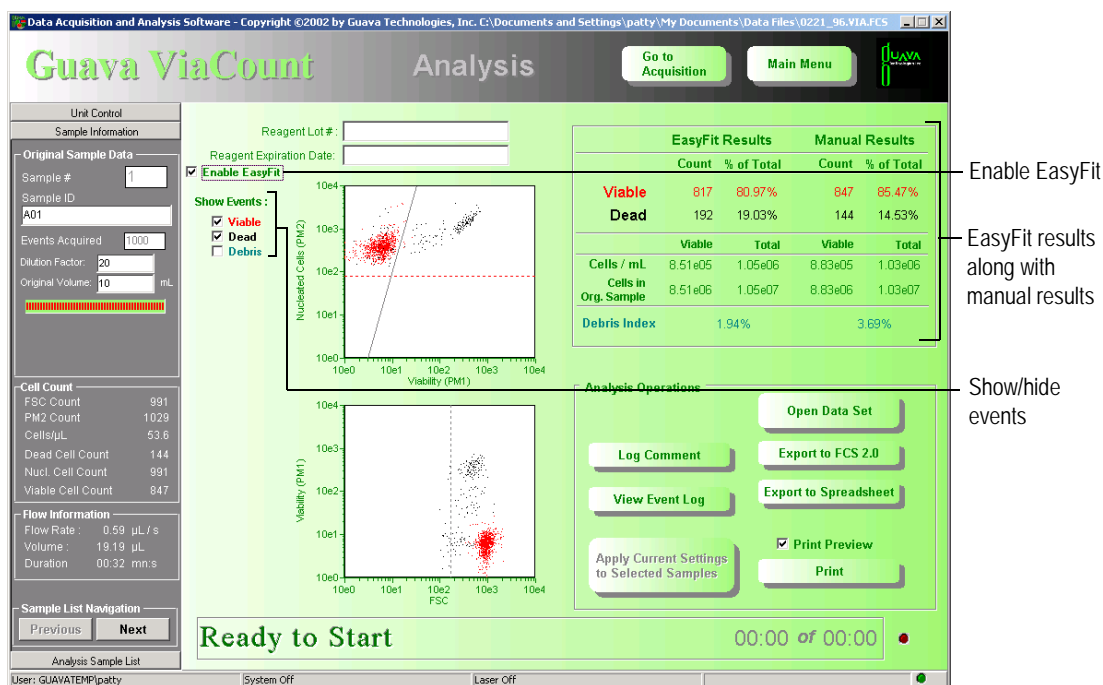 Data Acquisition and Analysis Software - Copyright ©2002 by Guava Technologies, Inc. C:\Documents and Settings\patty\My Documents\Data Files\0221_96.VIA.FCS
Guava ViaCount
Analysis
Go to
Acquisition
Main Menu
guava
Unit Control
Sample Information
Original Sample Data
Sample # 1
Sample ID
A01
Events Acquired 1000
Dilution Factor: 20
Original Volume: 10 mL
Cell Count
FSC Count 991
PM2 Count 1029
Cells/µL 53.6
Dead Cell Count 144
Nucl. Cell Count 991
Viable Cell Count 847
Flow Information
Flow Rate : 0.59 µL / s
Volume : 19.19 µL
Duration 00:32 mn:s
Sample List Navigation
Previous Next
Analysis Sample List
Reagent Lot # :
Reagent Expiration Date:
Enable EasyFit
Show Events :
Viable
Dead
Debris
Nucleated Cells (PM2)
10e4
10e3
10e2
10e1
10e0
10e0 10e1 10e2 10e3 10e4
Viability (PM1)
Viability (PM1)
10e4
10e3
10e2
10e1
10e0
10e0 10e1 10e2 10e3 10e4
FSC
EasyFit Results Manual Results
Count % of Total Count % of Total
Viable 817 80.97% 847 85.47%
Dead 192 19.03% 144 14.53%
Viable Total Viable Total
Cells / mL 8.51e05 1.05e06 8.83e05 1.03e06
Cells in
Org. Sample 8.51e06 1.05e07 8.83e06 1.03e07
Debris Index 1.94% 3.69%
Analysis Operations
Open Data Set
Log Comment
Export to FCS 2.0
View Event Log
Export to Spreadsheet
Print Preview
Apply Current Settings
to Selected Samples
Print
Ready to Start
00:00 of 00:00
User: GUAVATEMP\patty System Off Laser Off
Enable EasyFit
EasyFit results
along with
manual results
Show/hide
events